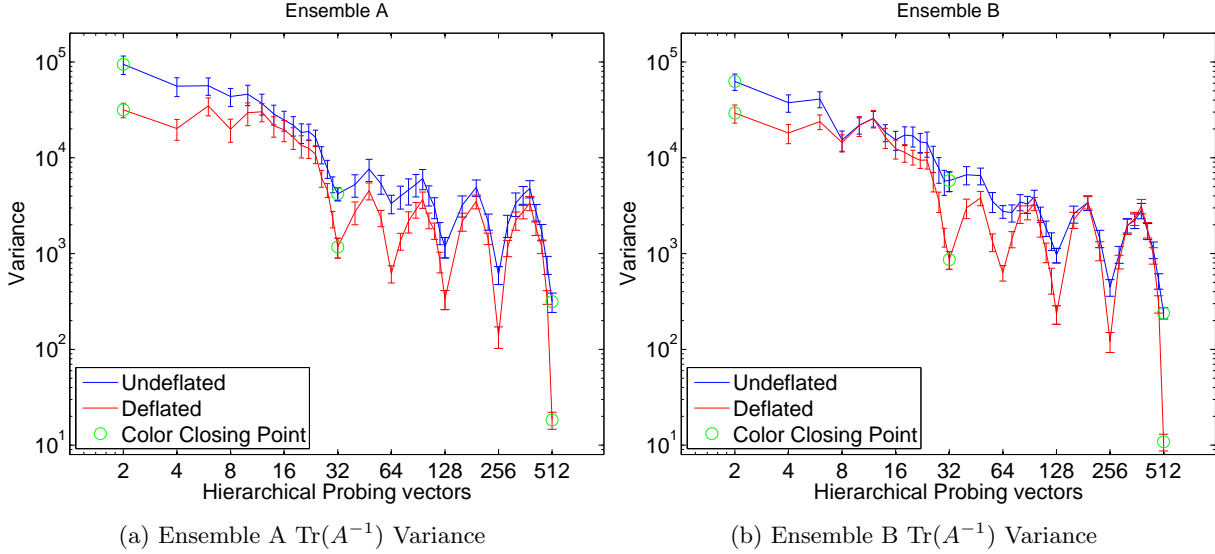 Ensemble A
Variance
10^5
10^4
10^3
10^2
10^1
Undeflated
Deflated
Color Closing Point
2 4 8 16 32 64 128 256 512
Hierarchical Probing vectors
(a) Ensemble A Tr(A^{-1}) Variance
Ensemble B
Variance
10^5
10^4
10^3
10^2
10^1
Undeflated
Deflated
Color Closing Point
2 4 8 16 32 64 128 256 512
Hierarchical Probing vectors
(b) Ensemble B Tr(A^{-1}) Variance